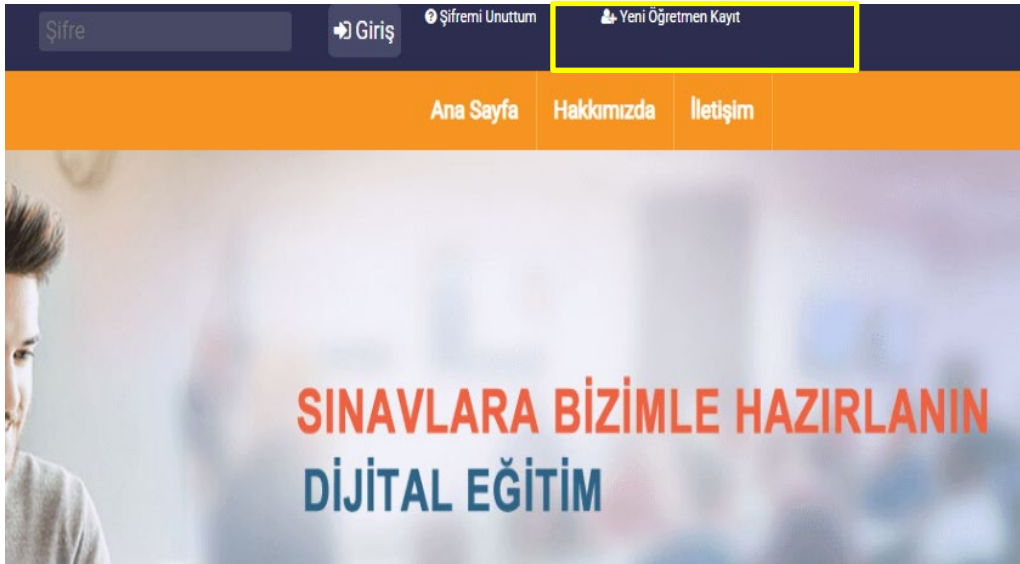 Şifre
Giriş
Şifremi Unuttum
Yeni Öğretmen Kayıt
Ana Sayfa
Hakkımızda
İletişim
SINAVLARA BİZİMLE HAZIRLANIN
DİJİTAL EĞİTİM